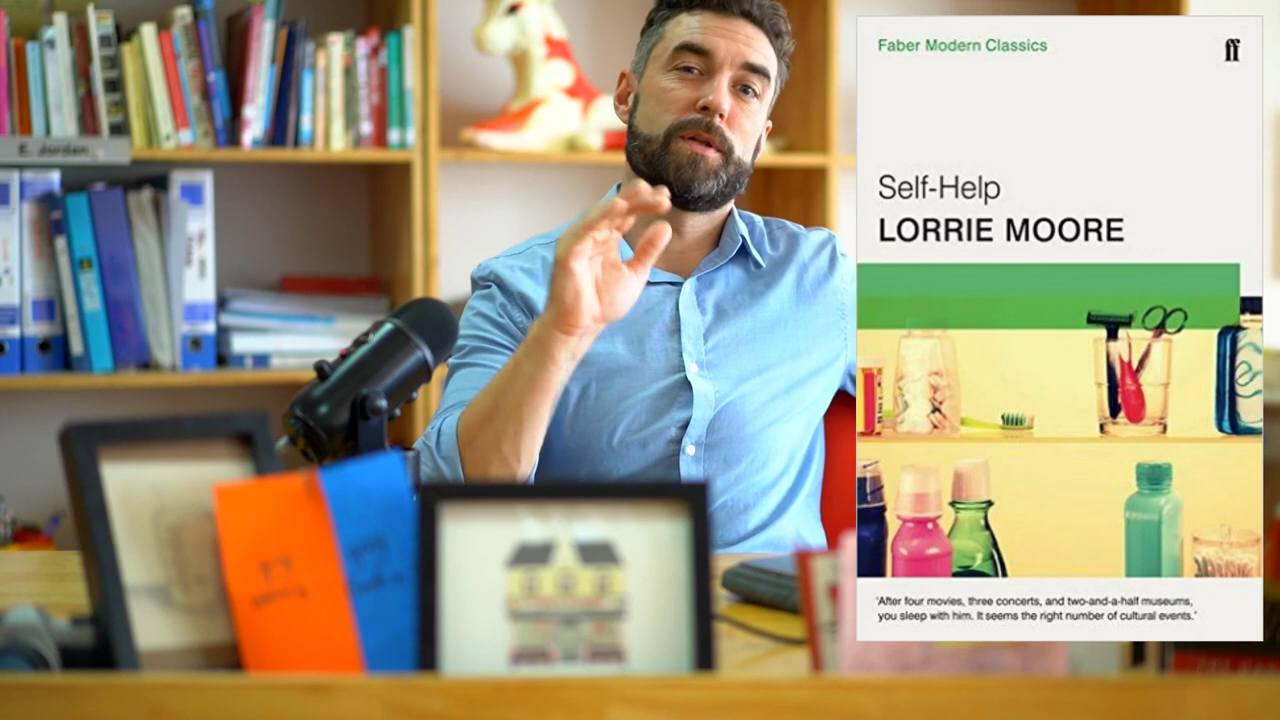 E. Jordan
Faber Modern Classics
ff
Self-Help
LORRIE MOORE
'After four movies, three concerts, and two-and-a-half museums,
you sleep with him. It seems the right number of cultural events.'